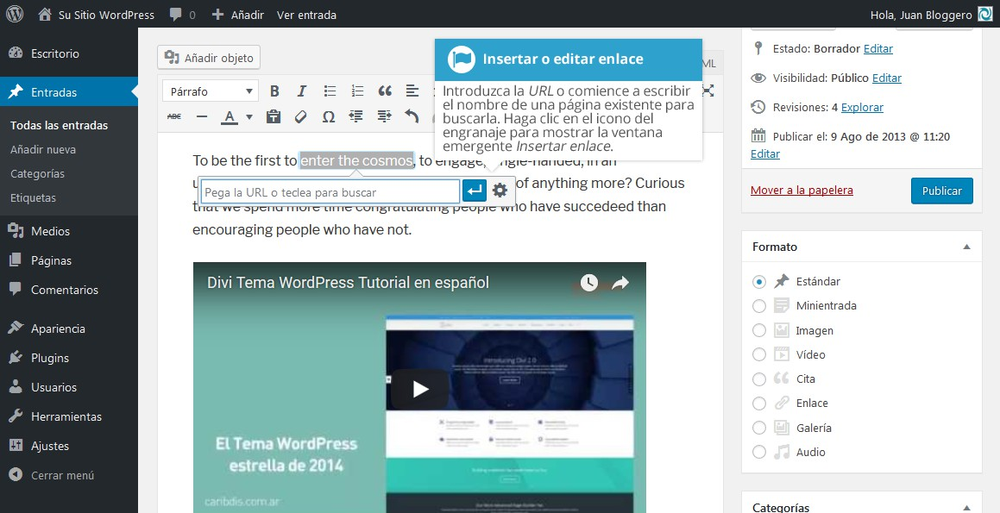 Su Sitio WordPress
0
Añadir
Ver entrada
Hola, Juan Bloggero
Escritorio
Entradas
Todas las entradas
Añadir nueva
Categorías
Etiquetas
Medios
Páginas
Comentarios
Apariencia
Plugins
Usuarios
Herramientas
Ajustes
Cerrar menú
Añadir objeto
ML
Párrafo
B
I
ABC
A
Ω
Insertar o editar enlace
Introduzca la URL o comience a escribir
el nombre de una página existente para
buscarla. Haga clic en el icono del
engranaje para mostrar la ventana
emergente Insertar enlace.
To be the first to enter the cosmos, to engage, single-handed, in an
Pega la URL o teclea para buscar
of anything more? Curious
that we spend more time congratulating people who have succedeed than
encouraging people who have not.
Divi Tema WordPress Tutorial en español
Introducing Divi 2.0
El Tema WordPress
estrella de 2014
caribdis.com.ar
Estado: Borrador Editar
Visibilidad: Público Editar
Revisiones: 4 Explorar
Publicar el: 9 Ago de 2013 @ 11:20
Editar
Mover a la papelera
Publicar
Formato
Estándar
Minientrada
Imagen
Vídeo
Cita
Enlace
Galería
Audio
Categorías